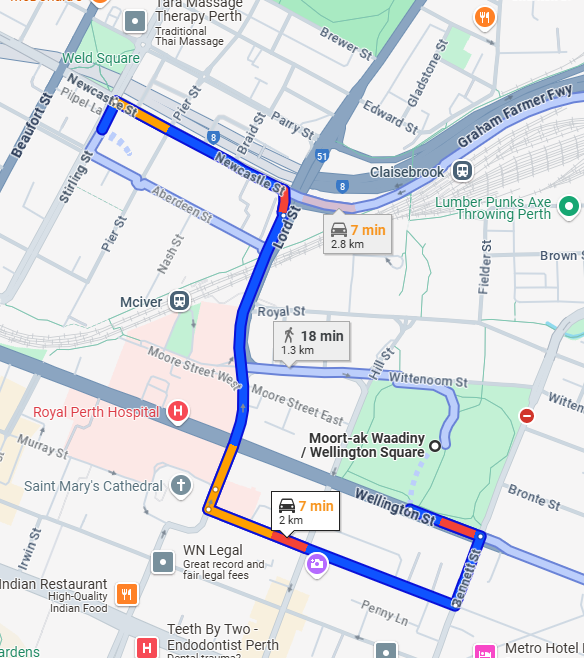 Tara Massage
Therapy Perth
Traditional
Thai Massage
Weld Square
Brewer St
Gladstone St
Newcastle St
Pier St
Edward St
Graham Farmer Fwy
Beaufort St
Braid St
Parry St
8
51
Newcastle St
Claisebrook
8
Stirling St
Aberdeen St
Lumber Punks Axe
Throwing Perth
Lord St
7 min
2.8 km
Pier St
Nash St
Fielder St
Brown S
Mciver
Royal St
18 min
1.3 km
Moore Street West
Hill St
Wittenoom St
Moore Street East
Royal Perth Hospital
H
Moort-ak Waadiny
/ Wellington Square
Murray St
Saint Mary's Cathedral
Wellington St
Bronte St
7 min
2 km
Irwin St
WN Legal
Great record and
fair legal fees
Bennett St
Indian Restaurant
High-Quality
Indian Food
Penny Ln
Teeth By Two -
Endodontist Perth
H
Metro Hotel